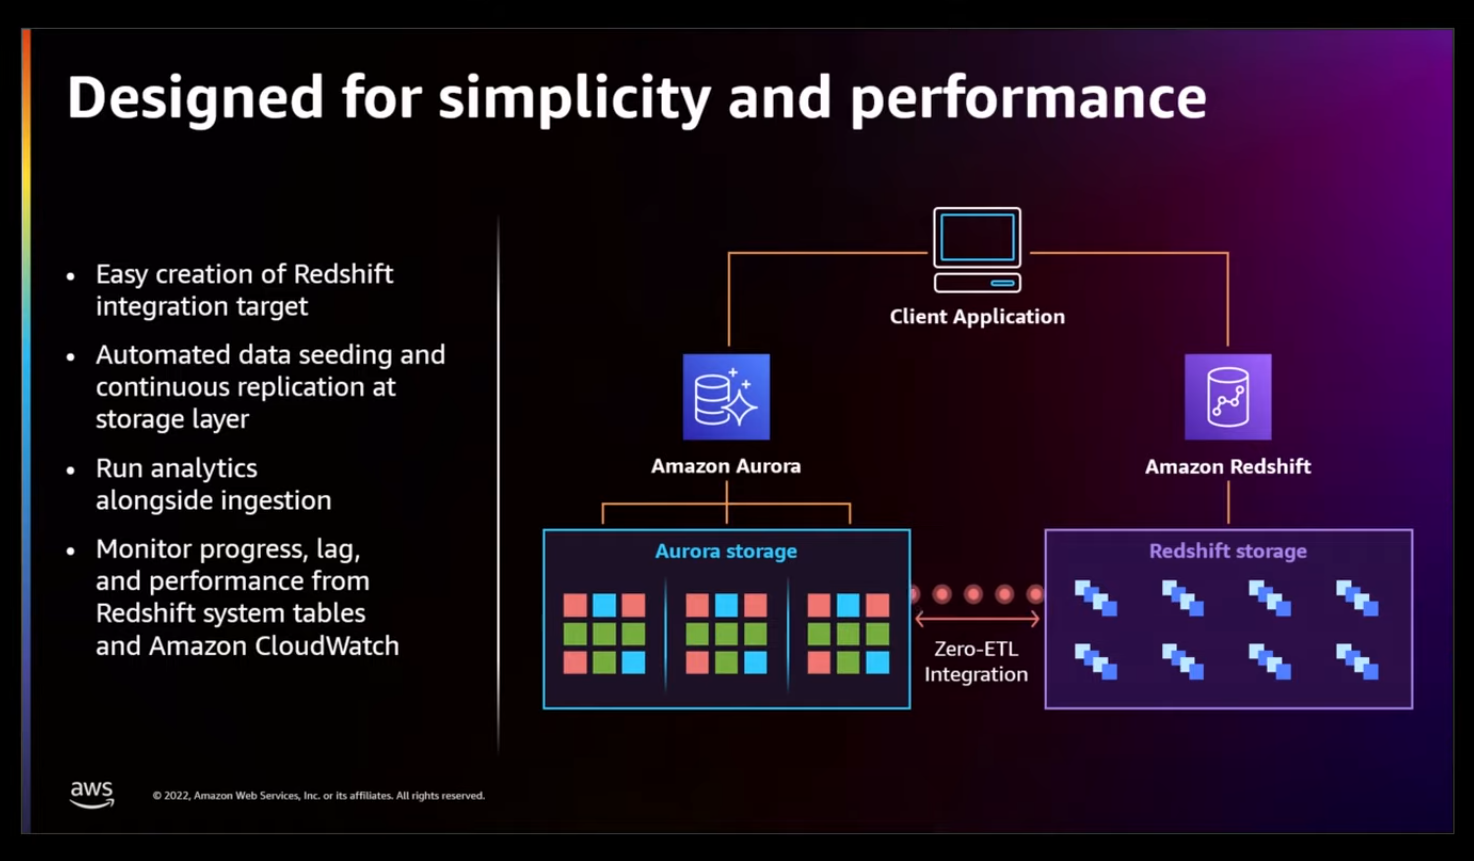 Designed for simplicity and performance
• Easy creation of Redshift
integration target
• Automated data seeding and
continuous replication at
storage layer
• Run analytics
alongside ingestion
• Monitor progress, lag,
and performance from
Redshift system tables
and Amazon CloudWatch
Client Application
Amazon Aurora
Amazon Redshift
Aurora storage
Redshift storage
Zero-ETL
Integration
aws
© 2022, Amazon Web Services, Inc. or its affiliates. All rights reserved.